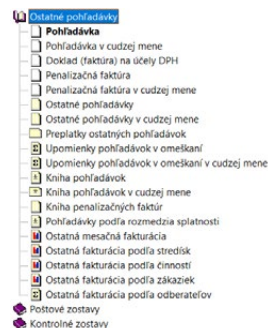 Ostatné pohľadávky
Pohľadávka
Pohľadávka v cudzej mene
Doklad (faktúra) na účely DPH
Penalizačná faktúra
Penalizačná faktúra v cudzej mene
Ostatné pohľadávky
Ostatné pohľadávky v cudzej mene
Preplatky ostatných pohľadávok
Upomienky pohľadávok v omeškaní
Upomienky pohľadávok v omeškaní v cudzej mene
Kniha pohľadávok
Kniha pohľadávok v cudzej mene
Kniha penalizačných faktúr
Pohľadávky podľa rozmedzia splatnosti
Ostatná mesačná fakturácia
Ostatná fakturácia podľa stredísk
Ostatná fakturácia podľa činností
Ostatná fakturácia podľa zákaziek
Ostatná fakturácia podľa odberateľov
Poštové zostavy
Kontrolné zostavy